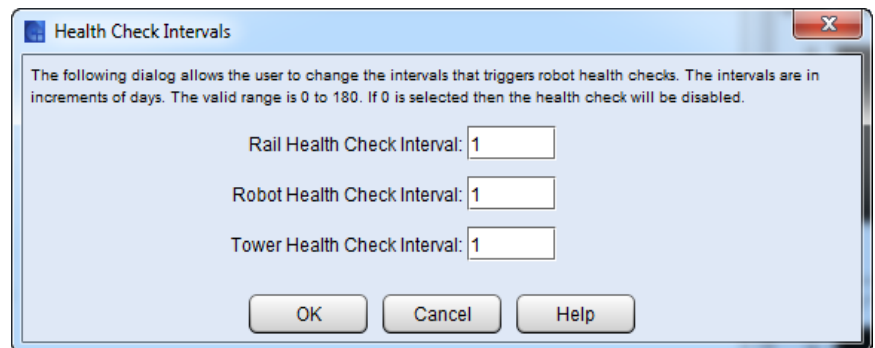 Health Check Intervals
The following dialog allows the user to change the intervals that triggers robot health checks. The intervals are in
increments of days. The valid range is 0 to 180. If 0 is selected then the health check will be disabled.
Rail Health Check Interval: 1
Robot Health Check Interval: 1
Tower Health Check Interval: 1
OK Cancel Help